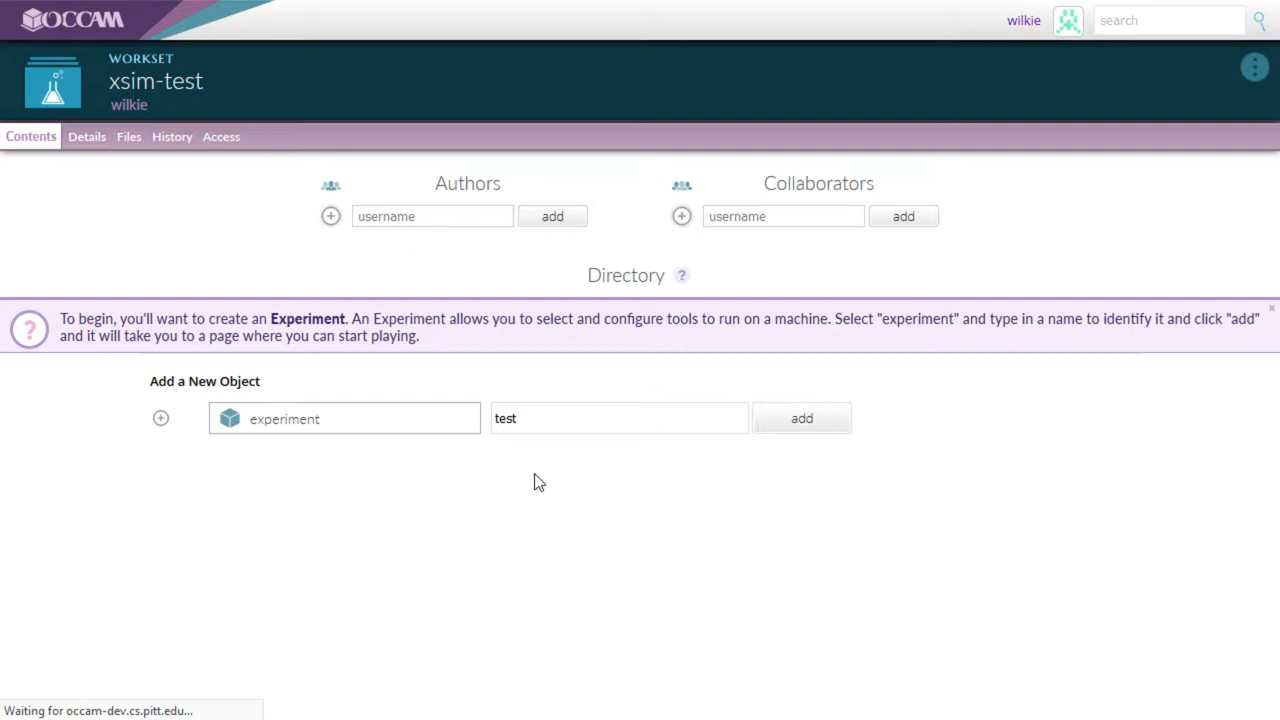 OCCAM
wilkie
search
WORKSET
xsim-test
wilkie
Contents Details Files History Access
Authors
Collaborators
username
add
username
add
Directory ?
? To begin, you'll want to create an Experiment. An Experiment allows you to select and configure tools to run on a machine. Select "experiment" and type in a name to identify it and click "add" ×
and it will take you to a page where you can start playing.
Add a New Object
experiment
test
add
Waiting for occam-dev.cs.pitt.edu...